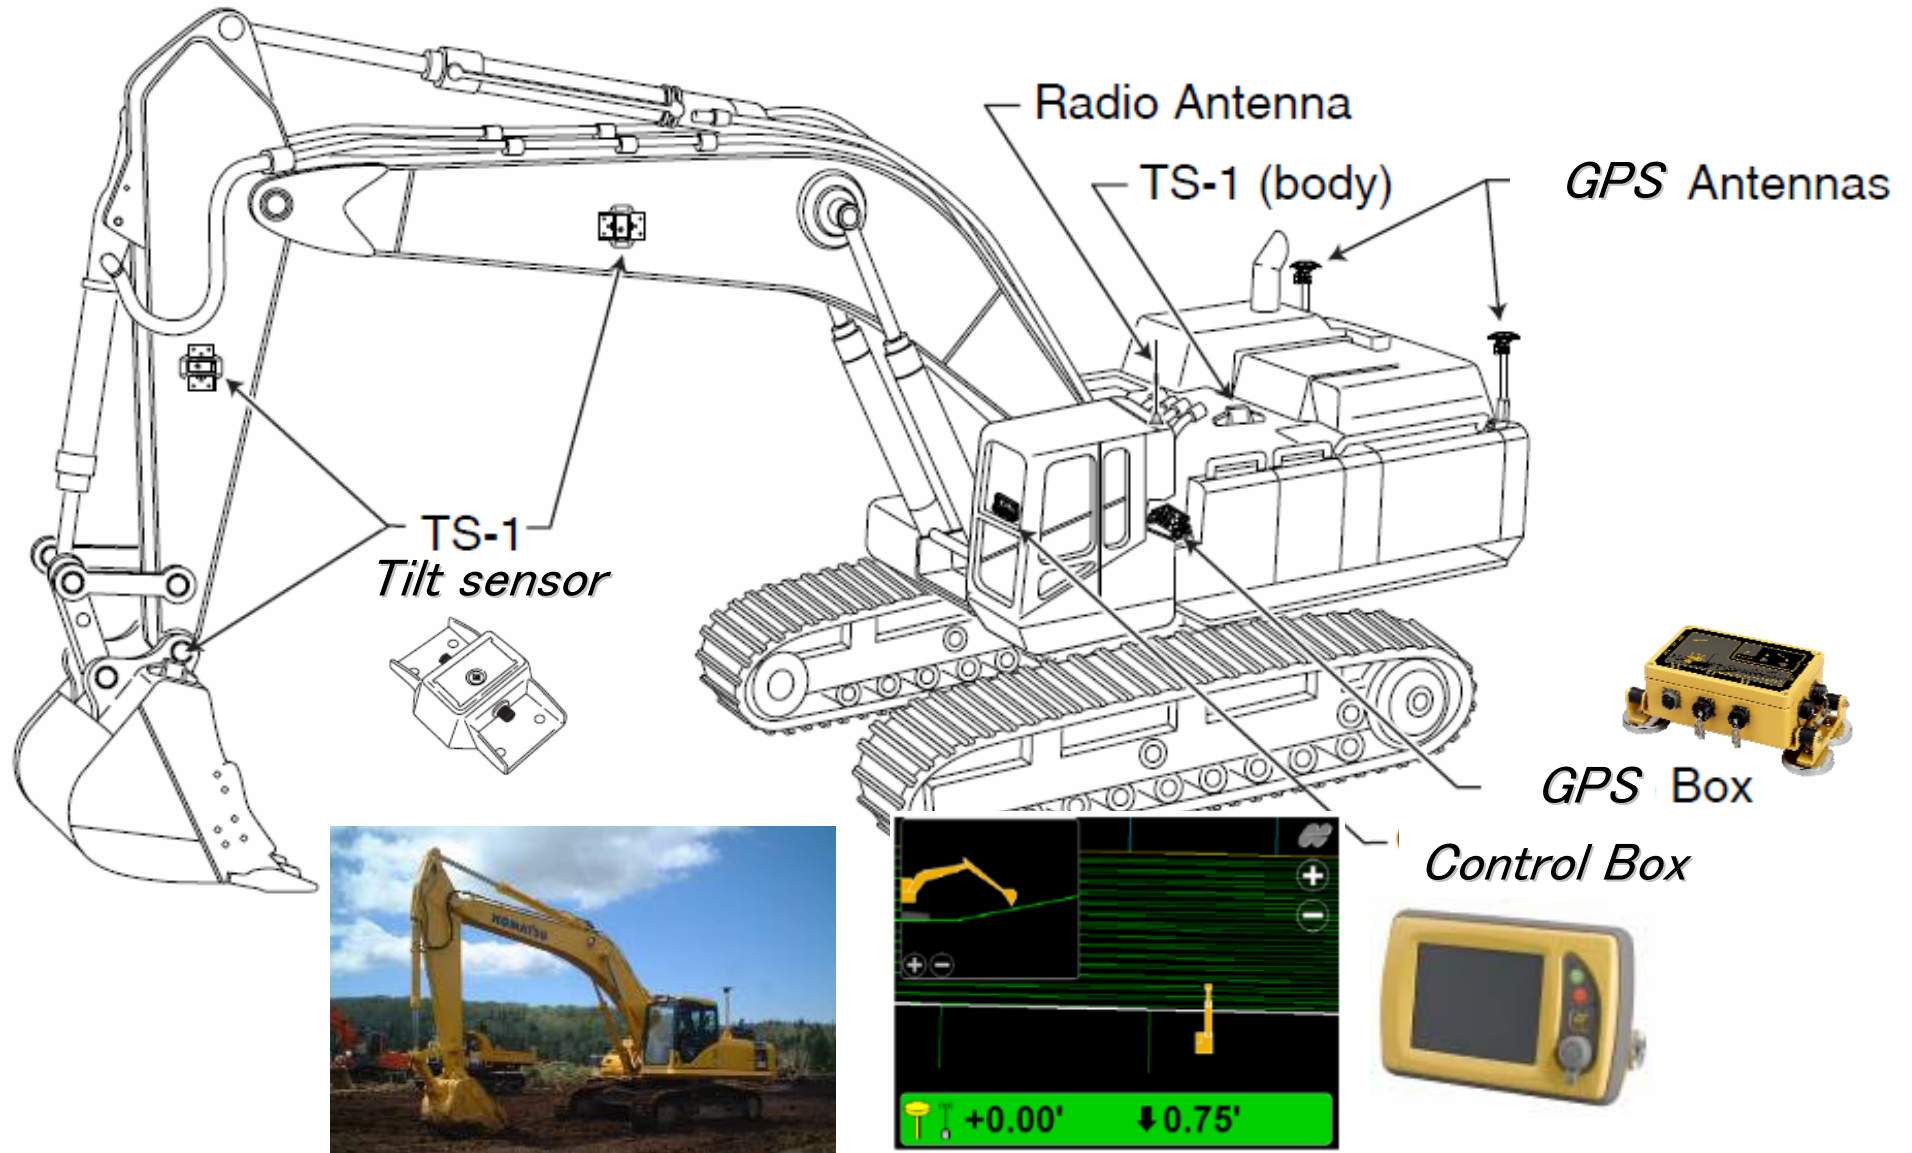 Radio Antenna
TS-1 (body)
GPS Antennas
TS-1
Tilt sensor
GPS Box
Control Box
KOMATSU
+0.00'
0.75'